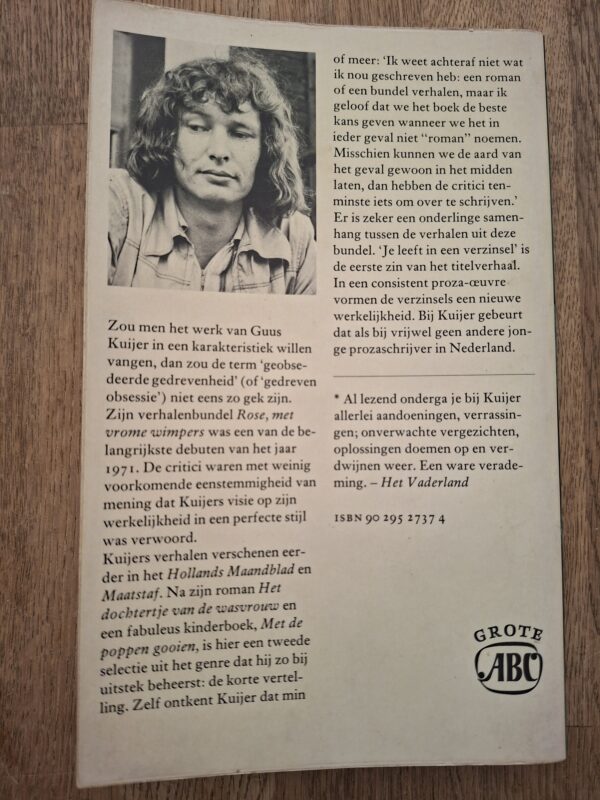 Zou men het werk van Guus
Kuijer in een karakteristiek willen
vangen, dan zou de term ‘geobse-
deerde gedrevenheid’ (of ‘gedreven
obsessie’) niet eens zo gek zijn.
Zijn verhalenbundel Rose, met
vrome wimpers was een van de be-
langrijkste debuten van het jaar
1971. De critici waren met weinig
voorkomende eenstemmigheid van
mening dat Kuijers visie op zijn
werkelijkheid in een perfecte stijl
was verwoord.
Kuijers verhalen verschenen eer-
der in het Hollands Maandblad en
Maatstaf. Na zijn roman Het
dochtertje van de wasvrouw en
een fabuleus kinderboek, Met de
poppen gooien, is hier een tweede
selectie uit het genre dat hij zo bij
uitstek beheerst: de korte vertel-
ling. Zelf ontkent Kuijer dat min
of meer: ‘Ik weet achteraf niet wat
ik nou geschreven heb: een roman
of een bundel verhalen, maar ik
geloof dat we het boek de beste
kans geven wanneer we het in
ieder geval niet “roman” noemen.
Misschien kunnen we de aard van
het geval gewoon in het midden
laten, dan hebben de critici ten-
minste iets om over te schrijven.’
Er is zeker een onderlinge samen-
hang tussen de verhalen uit deze
bundel. ‘Je leeft in een verzinsel’ is
de eerste zin van het titelverhaal.
In een consistent proza-œuvre
vormen de verzinsels een nieuwe
werkelijkheid. Bij Kuijer gebeurt
dat als bij vrijwel geen andere jon-
ge prozaschrijver in Nederland.
* Al lezend onderga je bij Kuijer
allerlei aandoeningen, verrassin-
gen; onverwachte vergezichten,
oplossingen doemen op en ver-
dwijnen weer. Een ware verade-
ming. – Het Vaderland
ISBN 90 295 2737 4
GROTE
ABC